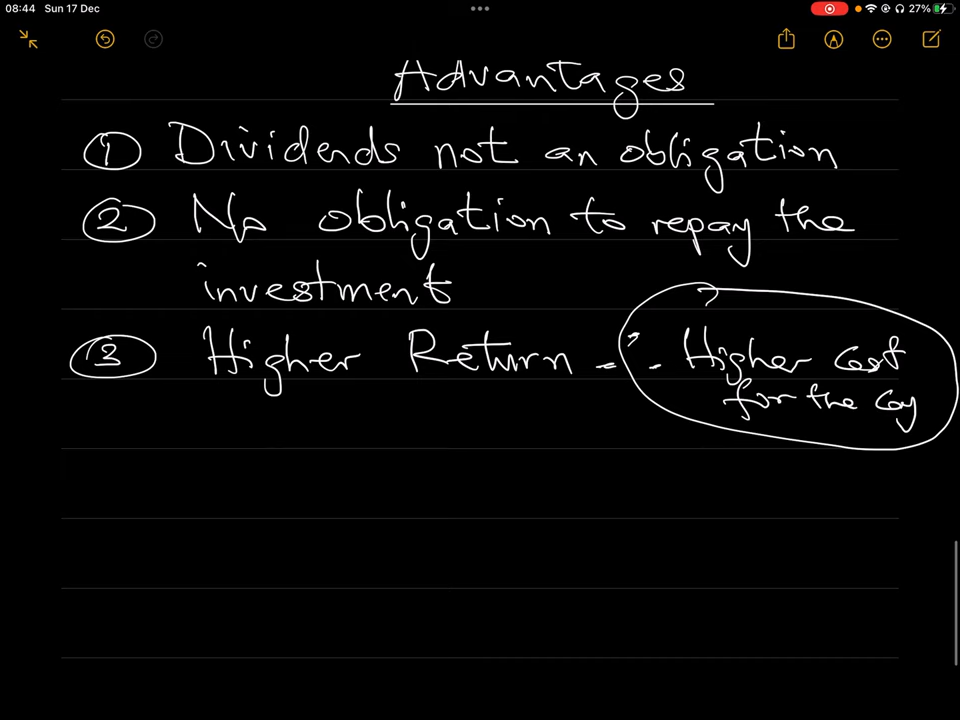 08:44 Sun 17 Dec 27%
Advantages
① Dividends not an obligation
② No obligation to repay the
investment
③ Higher Return - - Higher cost
for the coy